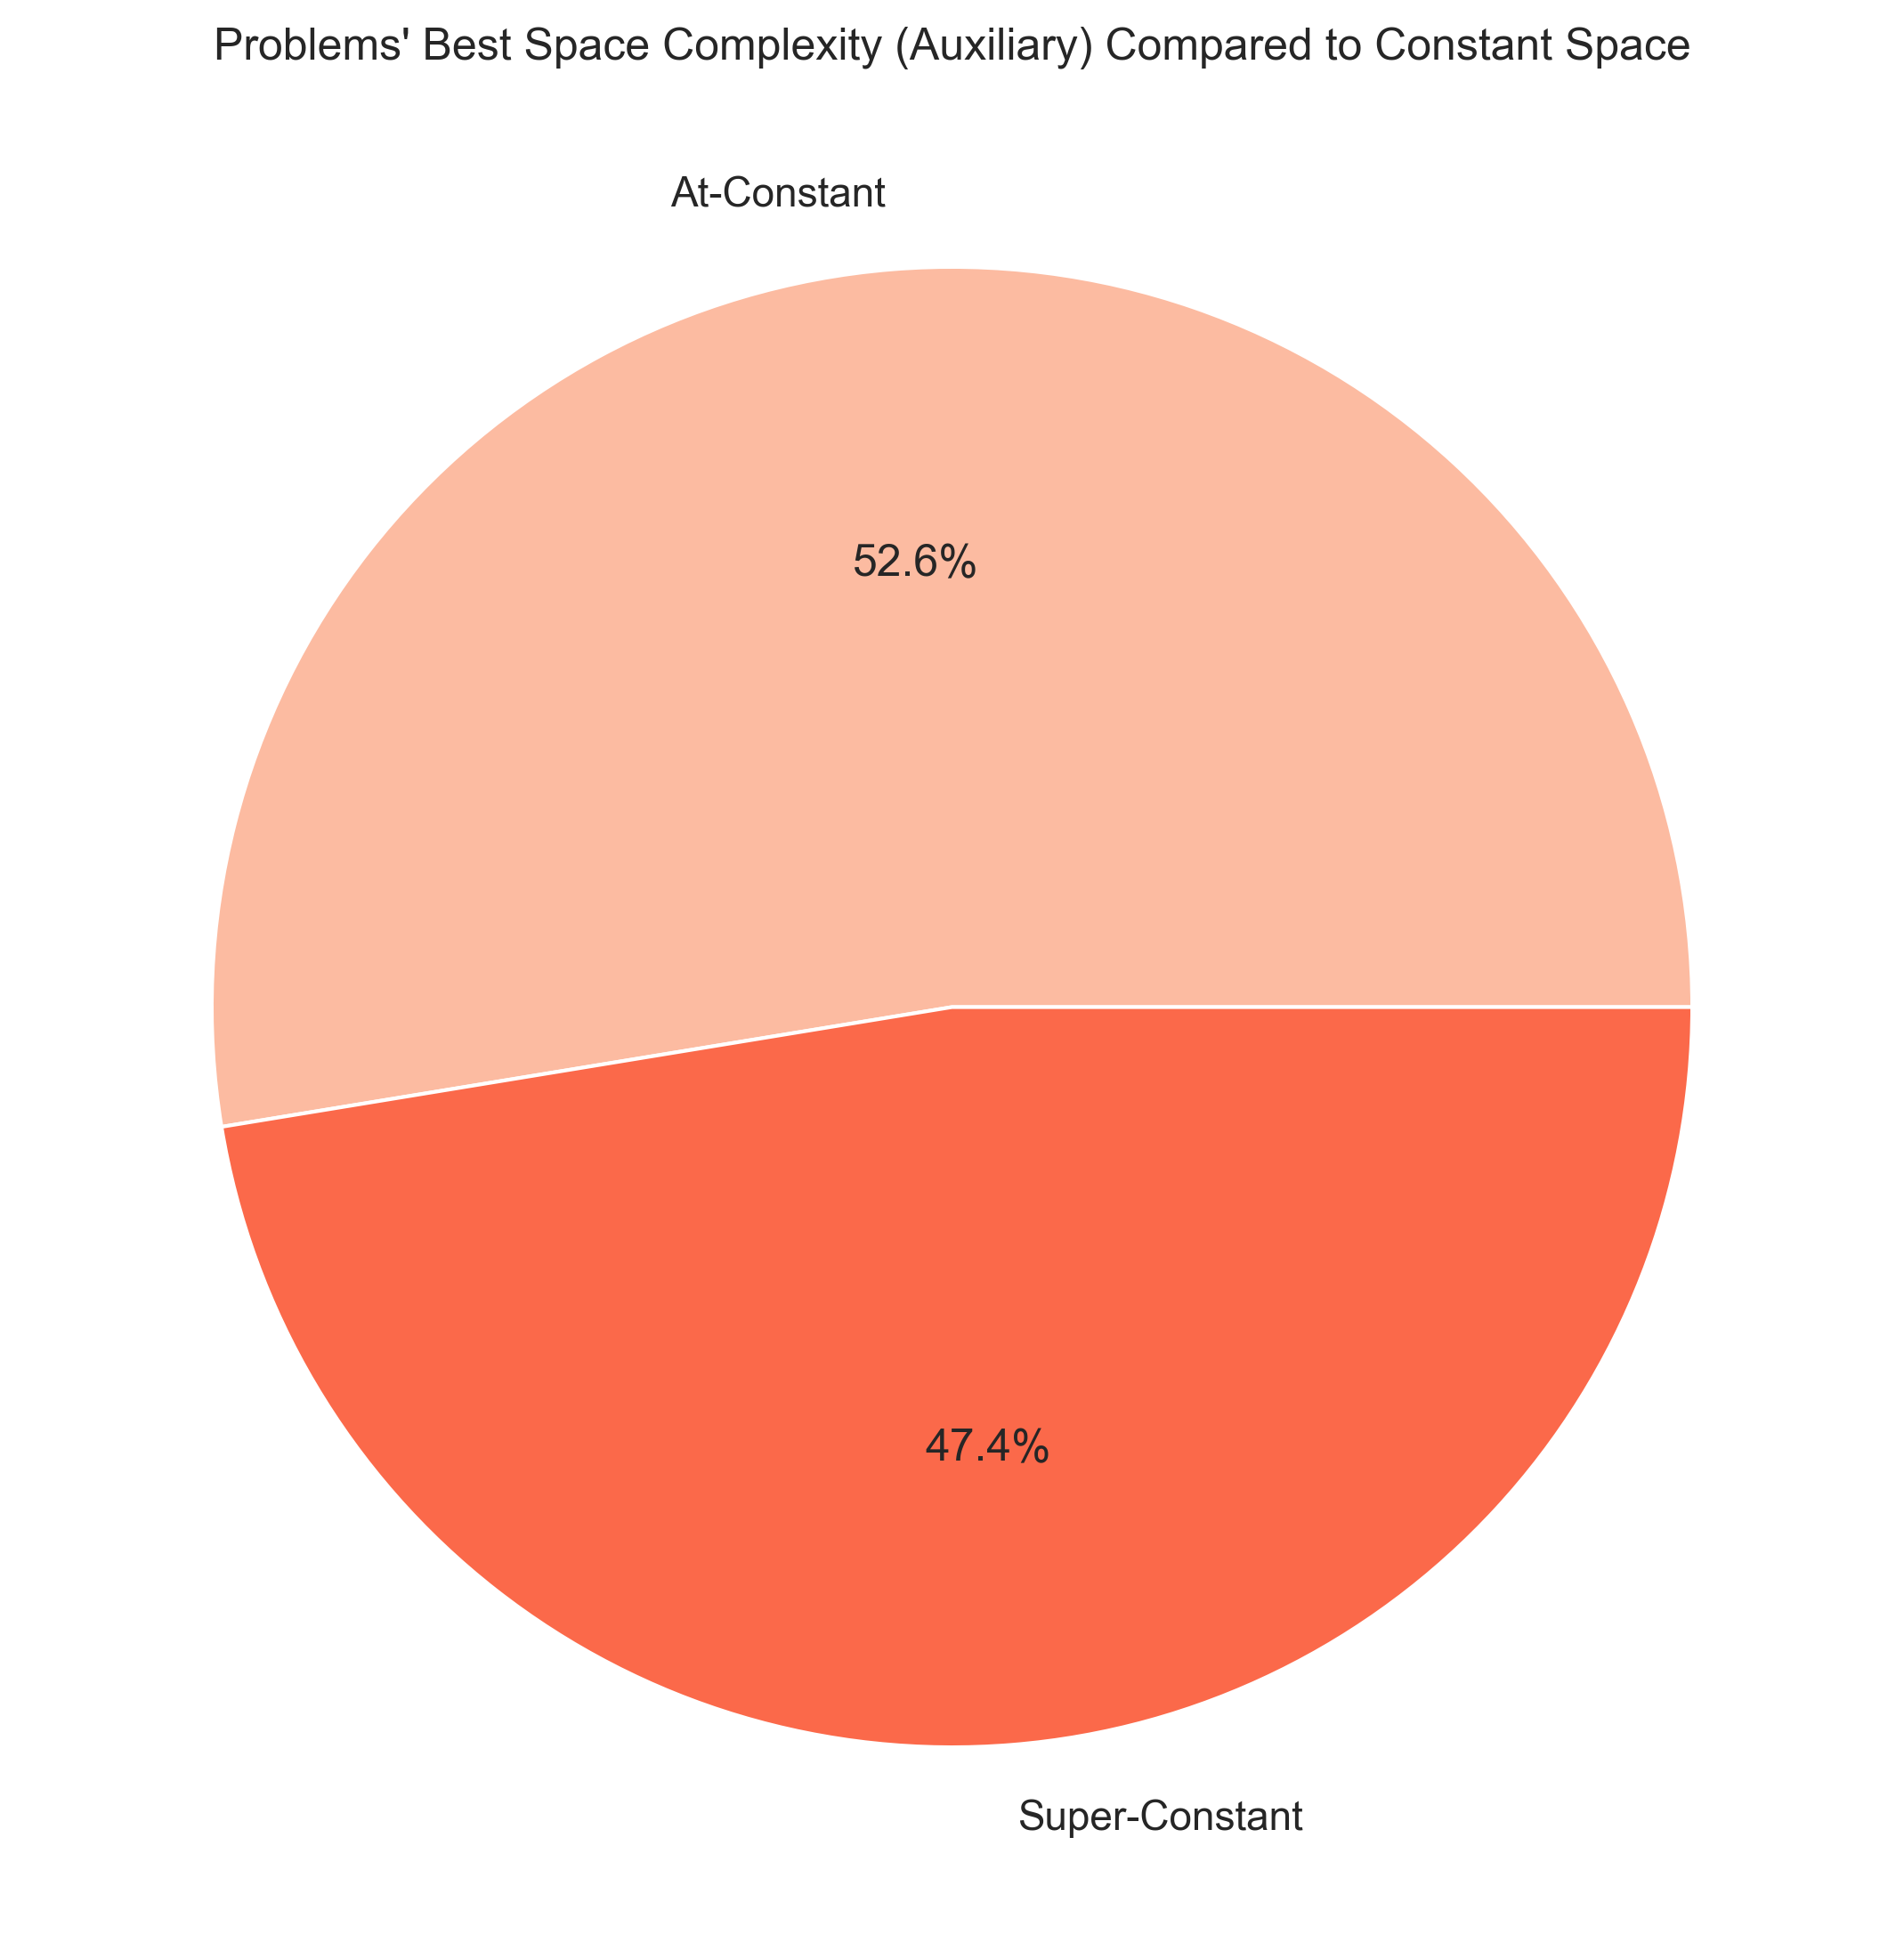 Problems' Best Space Complexity (Auxiliary) Compared to Constant Space
At-Constant
52.6%
47.4%
Super-Constant